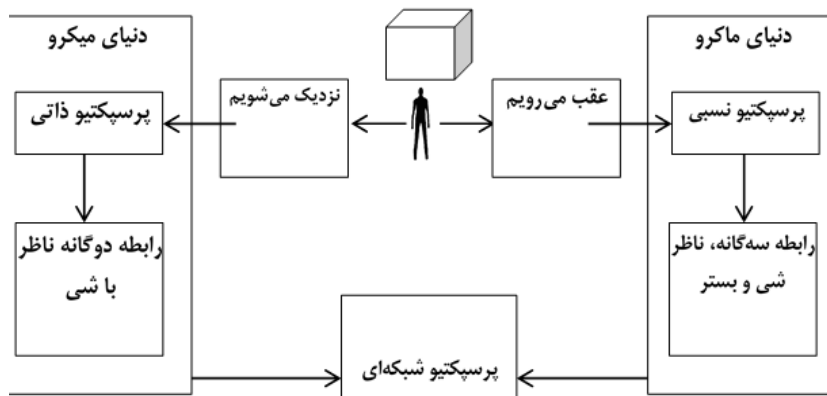 دنیای ماکرو
دنیای میکرو
عقب می‌رویم
نزدیک می‌شویم
پرسپکتیو نسبی
پرسپکتیو ذاتی
رابطه سه‌گانه، ناظر
شی و بستر
رابطه دوگانه ناظر
با شی
پرسپکتیو شبکه‌ای